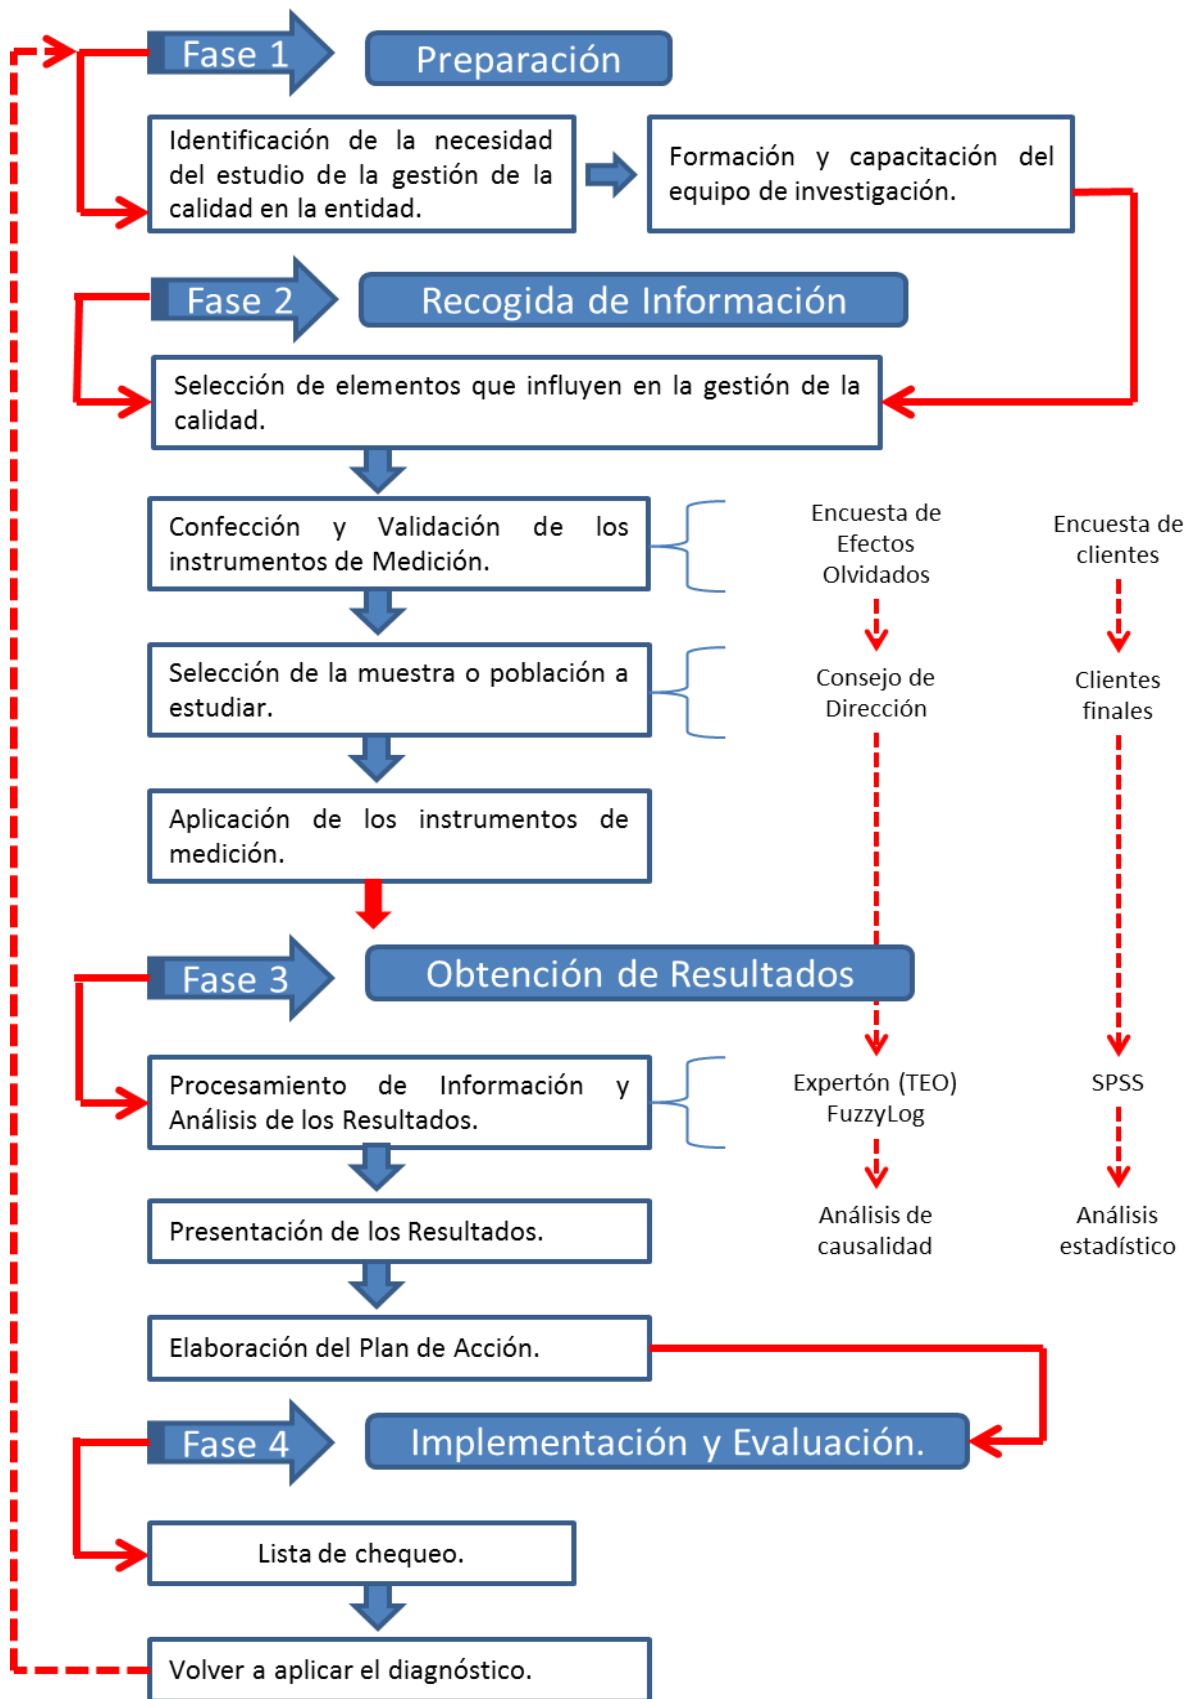 Fase 1
Preparación
Identificación de la necesidad
del estudio de la gestión de la
calidad en la entidad.
Formación y capacitación del
equipo de investigación.
Fase 2
Recogida de Información
Selección de elementos que influyen en la gestión de la
calidad.
Confección y Validación de los
instrumentos de Medición.
Encuesta de
Efectos
Olvidados
Encuesta de
clientes
Selección de la muestra o población a
estudiar.
Consejo de
Dirección
Clientes
finales
Aplicación de los instrumentos de
medición.
Fase 3
Obtención de Resultados
Procesamiento de Información y
Análisis de los Resultados.
Expertón (TEO)
FuzzyLog
SPSS
Presentación de los Resultados.
Análisis de
causalidad
Análisis
estadístico
Elaboración del Plan de Acción.
Fase 4
Implementación y Evaluación.
Lista de chequeo.
Volver a aplicar el diagnóstico.